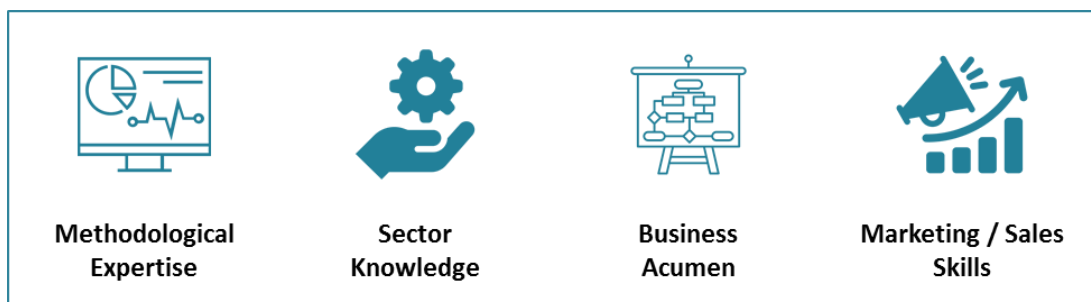 Methodological
Expertise
Sector
Knowledge
Business
Acumen
Marketing / Sales
Skills